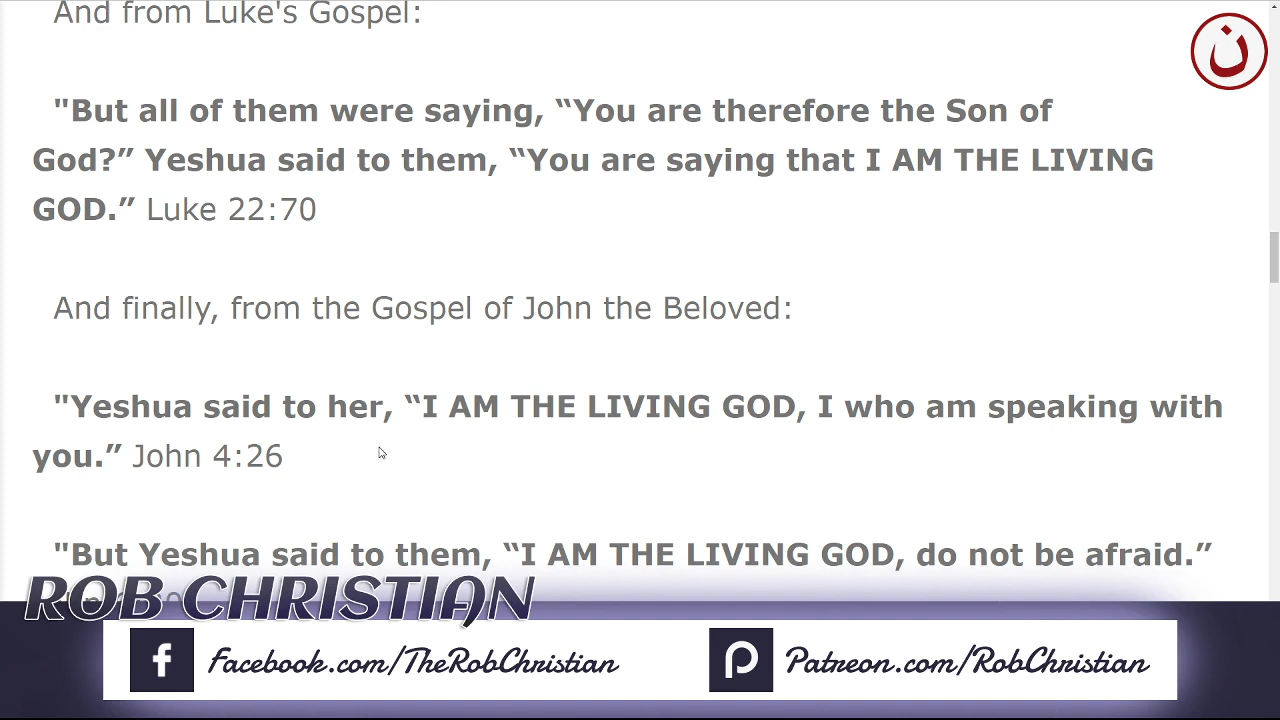 And from Luke's Gospel:
ن
"But all of them were saying, “You are therefore the Son of
God?” Yeshua said to them, “You are saying that I AM THE LIVING
GOD.” Luke 22:70
And finally, from the Gospel of John the Beloved:
"Yeshua said to her, “I AM THE LIVING GOD, I who am speaking with
you.” John 4:26
"But Yeshua said to them, “I AM THE LIVING GOD, do not be afraid.”
ROB CHRISTIAN
Facebook.com/TheRobChristian
Patreon.com/RobChristian